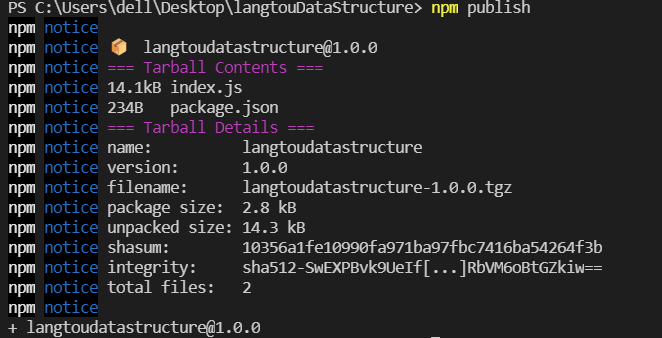 PS C:\Users\dell\Desktop\langtouDataStructure> npm publish
npm notice
npm notice 📦  langtoudatastructure@1.0.0
npm notice === Tarball Contents ===
npm notice 14.1kB index.js
npm notice 234B   package.json
npm notice === Tarball Details ===
npm notice name:          langtoudatastructure
npm notice version:       1.0.0
npm notice filename:      langtoudatastructure-1.0.0.tgz
npm notice package size:  2.8 kB
npm notice unpacked size: 14.3 kB
npm notice shasum:        10356a1fe10990fa971ba97fbc7416ba54264f3b
npm notice integrity:     sha512-SwEXPBvk9UeIf[...]RbVM6oBtGZkiw==
npm notice total files:   2
npm notice
+ langtoudatastructure@1.0.0